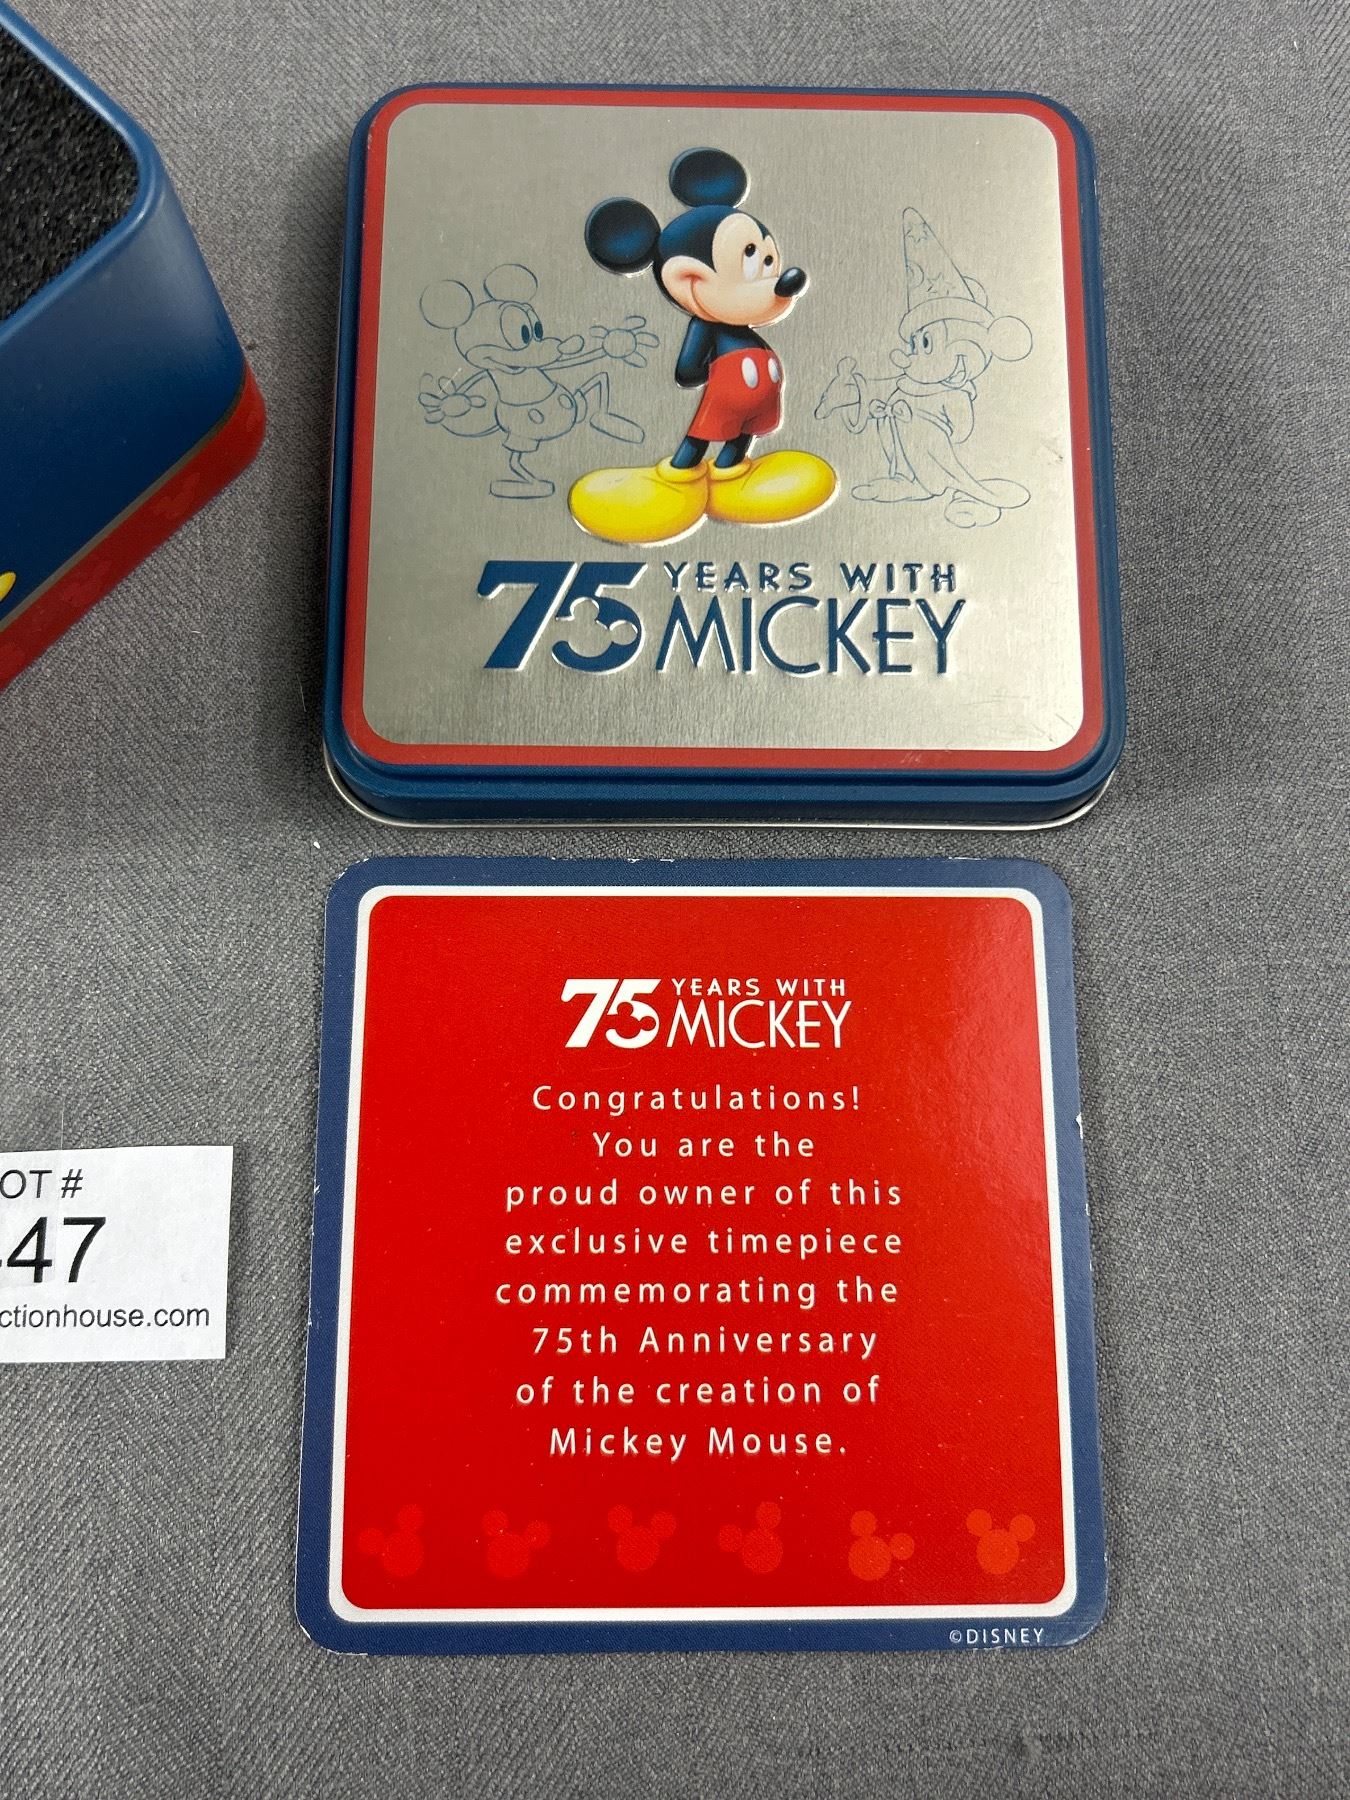 75 YEARS WITH
MICKEY
75 YEARS WITH
MICKEY
Congratulations!
You are the
proud owner of this
exclusive timepiece
commemorating the
75th Anniversary
of the creation of
Mickey Mouse.
©DISNEY
OT #
47
ctionhouse.com